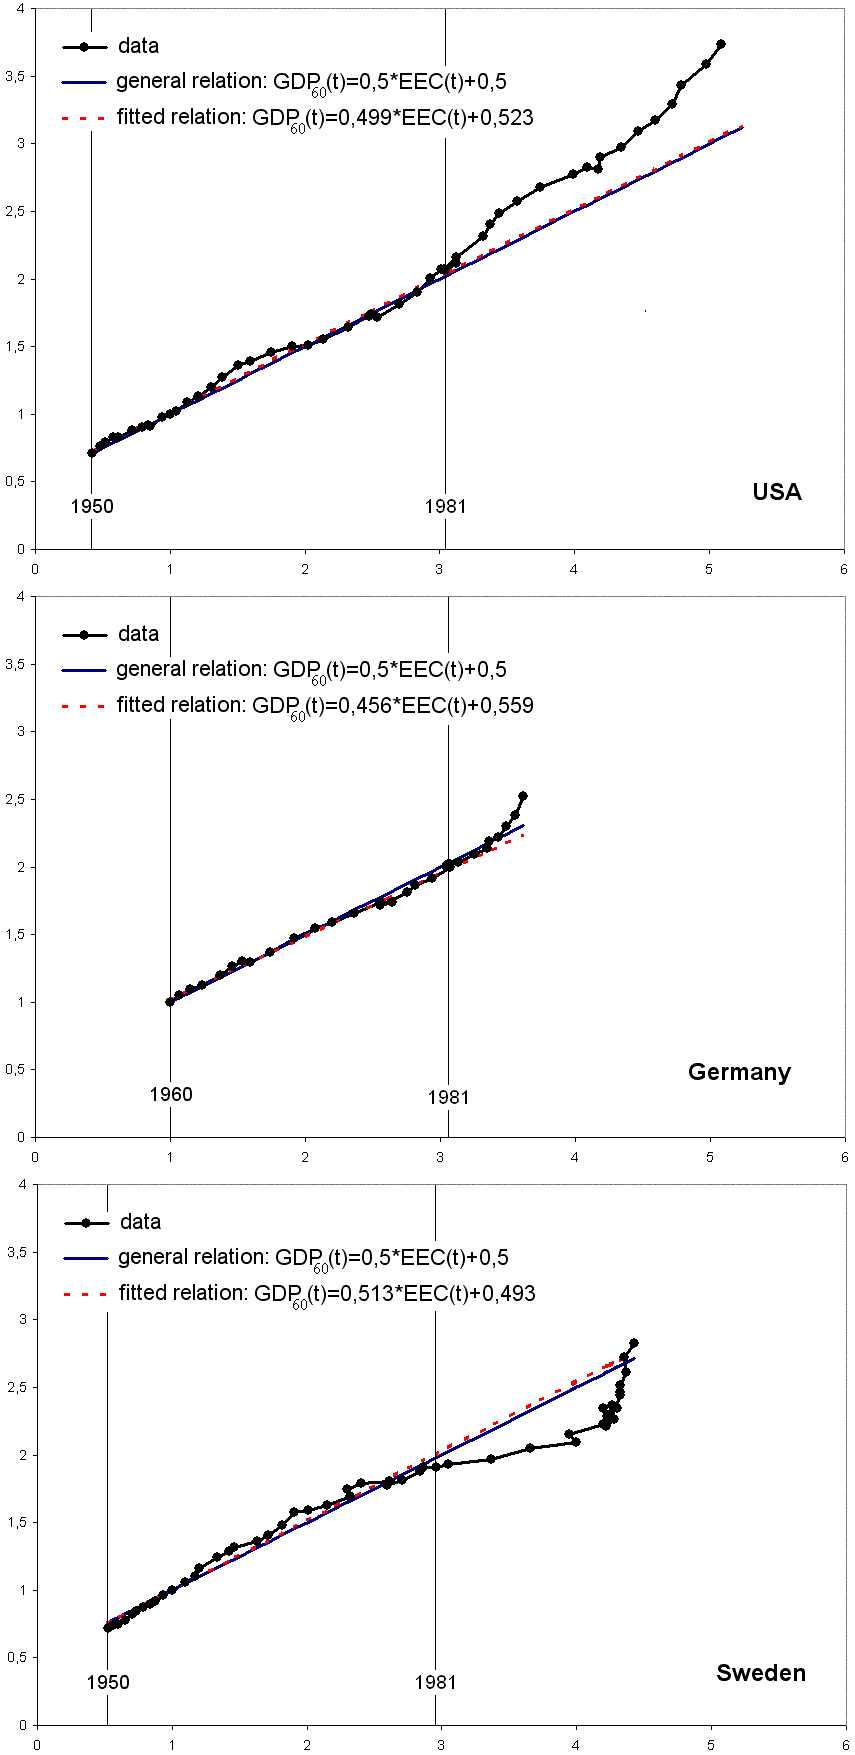 4
data
general relation: GDP60(t)=0,5*EEC(t)+0,5
3,5
fitted relation: GDP60(t)=0,499*EEC(t)+0,523
3
2,5
2
1,5
1
0,5
1950
1981
USA
0
0 1 2 3 4 5 6
4
data
general relation: GDP60(t)=0,5*EEC(t)+0,5
3,5
fitted relation: GDP60(t)=0,456*EEC(t)+0,559
3
2,5
2
1,5
1
0,5
Germany
1960
1981
0
0 1 2 3 4 5 6
4
data
general relation: GDP60(t)=0,5*EEC(t)+0,5
3,5
fitted relation: GDP60(t)=0,513*EEC(t)+0,493
3
2,5
2
1,5
1
0,5
Sweden
1950
1981
0
0 1 2 3 4 5 6